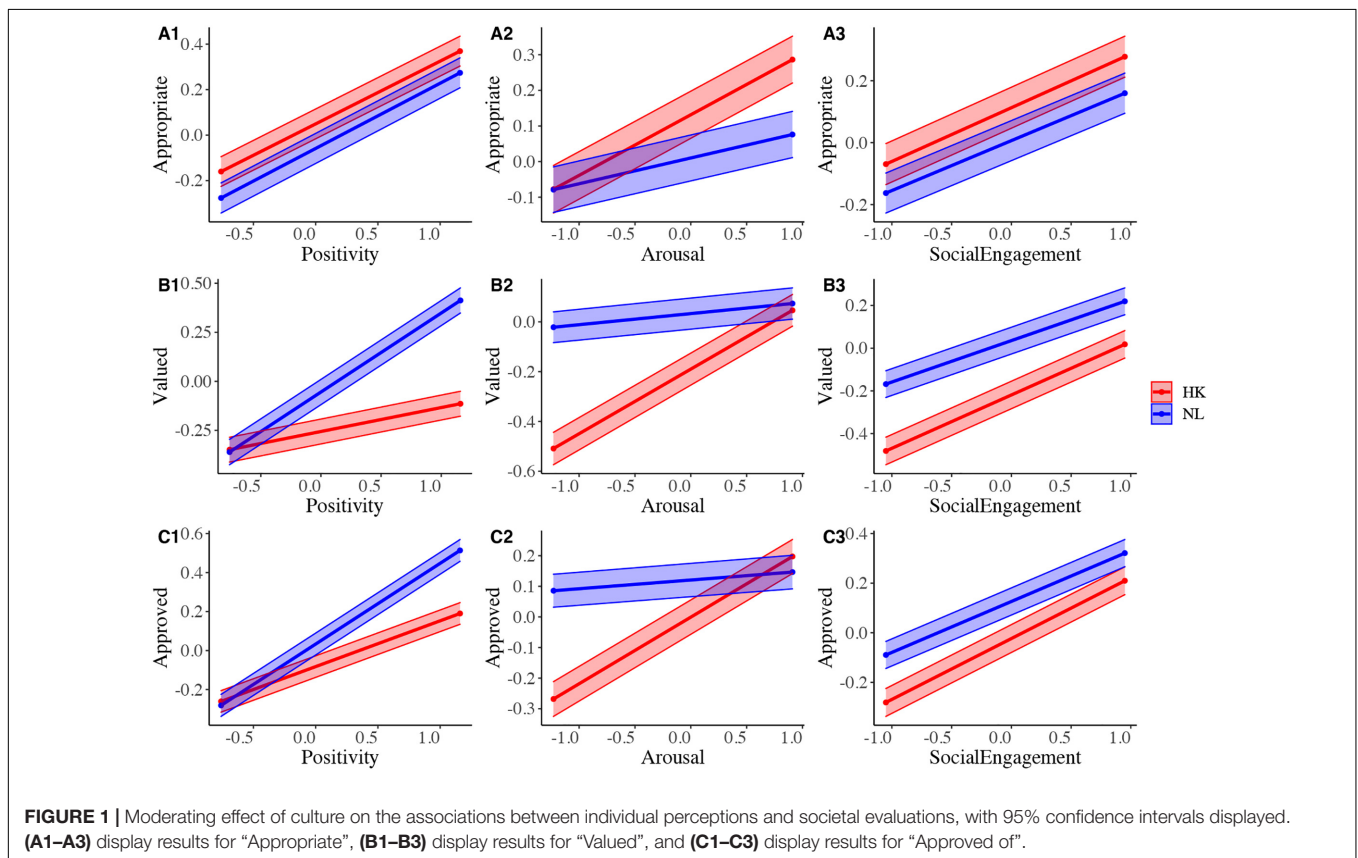 A1
0.4
0.2
0.0
-0.2
Appropriate
-0.5
0.0
0.5
1.0
Positivity
A2
0.3
0.2
0.1
0.0
-0.1
Appropriate
-1.0
-0.5
0.0
0.5
1.0
Arousal
A3
0.2
0.0
-0.2
Appropriate
-1.0
-0.5
0.0
0.5
1.0
SocialEngagement
B1
0.50
0.25
0.00
-0.25
Valued
-0.5
0.0
0.5
1.0
Positivity
B2
0.0
-0.2
-0.4
-0.6
Valued
-1.0
-0.5
0.0
0.5
1.0
Arousal
B3
0.2
0.0
-0.2
-0.4
Valued
-1.0
-0.5
0.0
0.5
1.0
SocialEngagement
HK
NL
C1
0.6
0.4
0.2
0.0
-0.2
Approved
-0.5
0.0
0.5
1.0
Positivity
C2
0.2
0.1
0.0
-0.1
-0.2
-0.3
Approved
-1.0
-0.5
0.0
0.5
1.0
Arousal
C3
0.4
0.2
0.0
-0.2
Approved
-1.0
-0.5
0.0
0.5
1.0
SocialEngagement
FIGURE 1 | Moderating effect of culture on the associations between individual perceptions and societal evaluations, with 95% confidence intervals displayed.
(A1–A3) display results for “Appropriate”, (B1–B3) display results for “Valued”, and (C1–C3) display results for “Approved of”.